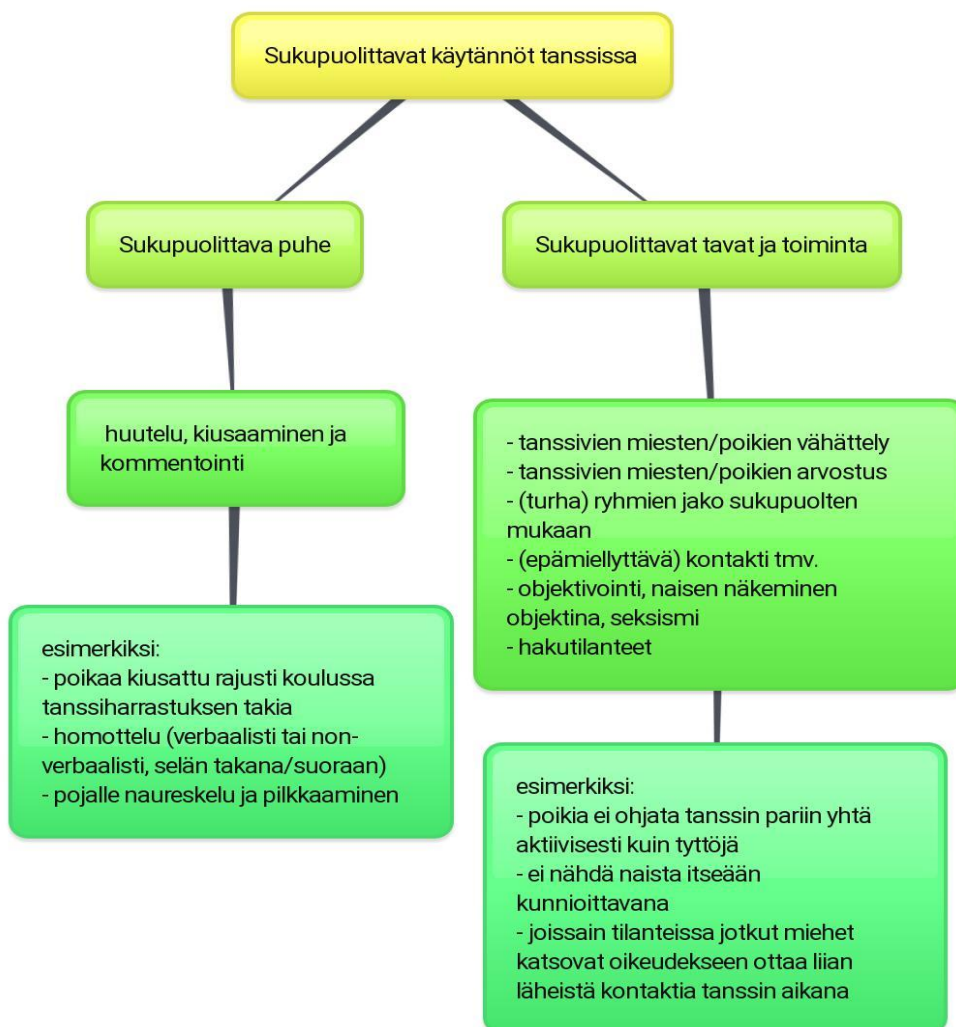 Sukupuolittavat käytännöt tanssissa
Sukupuolittava puhe
huutelu, kiusaaminen ja
kommentointi
esimerkiksi:
- poikaa kiusattu rajusti koulussa
tanssiharrastuksen takia
- homottelu (verbaalisti tai non-
verbaalisti, selän takana/suoraan)
- pojalle naureskelu ja pilkkaaminen
Sukupuolittavat tavat ja toiminta
- tanssivien miesten/poikien vähättely
- tanssivien miesten/poikien arvostus
- (turha) ryhmien jako sukupuolten
mukaan
- (epämiellyttävä) kontakti tmv.
- objektivointi, naisen näkeminen
objektina, seksismi
- hakutilanteet
esimerkiksi:
- poikia ei ohjata tanssin pariin yhtä
aktiivisesti kuin tyttöjä
- ei nähdä naista itseään
kunnioittavana
- joissain tilanteissa jotkut miehet
katsovat oikeudekseen ottaa liian
läheistä kontaktia tanssin aikana